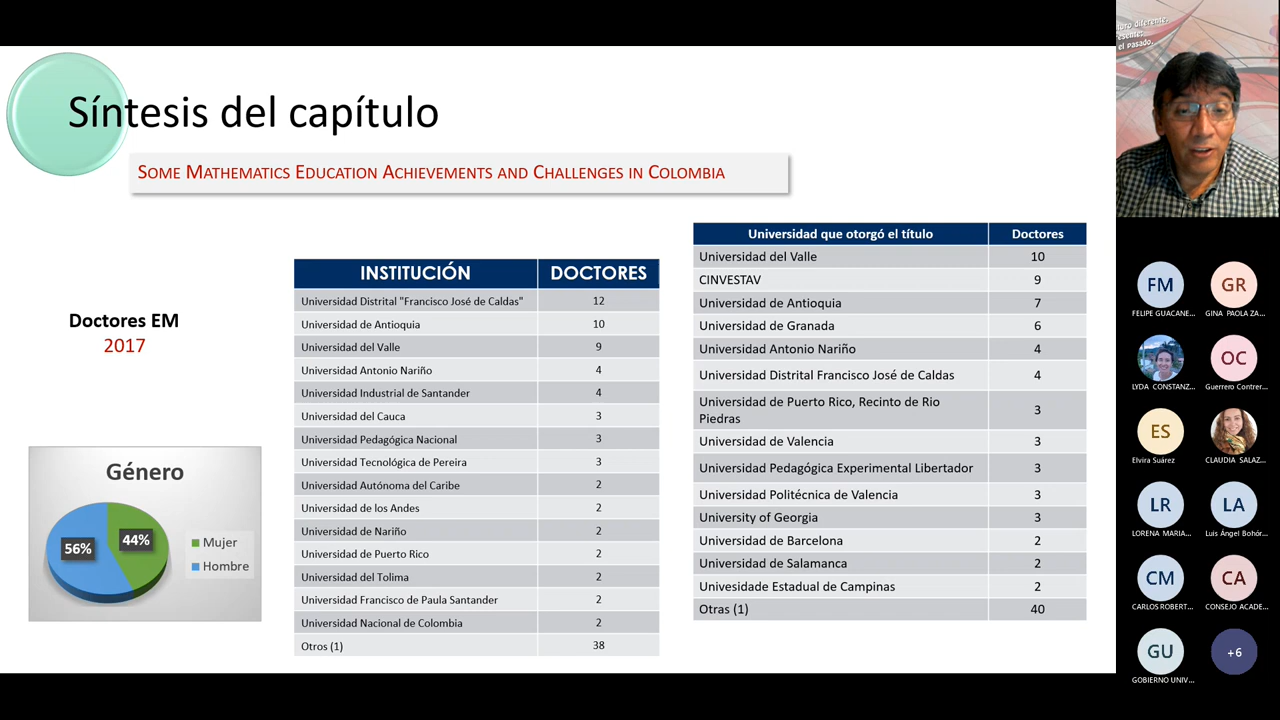 Síntesis del capítulo
SOME MATHEMATICS EDUCATION ACHIEVEMENTS AND CHALLENGES IN COLOMBIA
Doctores EM
2017
Género
56%
44%
Mujer
Hombre
INSTITUCIÓN DOCTORES
Universidad Distrital "Francisco José de Caldas" 12
Universidad de Antioquia 10
Universidad del Valle 9
Universidad Antonio Nariño 4
Universidad Industrial de Santander 4
Universidad del Cauca 3
Universidad Pedagógica Nacional 3
Universidad Tecnológica de Pereira 3
Universidad Autónoma del Caribe 2
Universidad de los Andes 2
Universidad de Nariño 2
Universidad de Puerto Rico 2
Universidad del Tolima 2
Universidad Francisco de Paula Santander 2
Universidad Nacional de Colombia 2
Otros (1) 38
Universidad que otorgó el título Doctores
Universidad del Valle 10
CINVESTAV 9
Universidad de Antioquia 7
Universidad de Granada 6
Universidad Antonio Nariño 4
Universidad Distrital Francisco José de Caldas 4
Universidad de Puerto Rico, Recinto de Rio
Piedras 3
Universidad de Valencia 3
Universidad Pedagógica Experimental Libertador 3
Universidad Politécnica de Valencia 3
University of Georgia 3
Universidad de Barcelona 2
Universidad de Salamanca 2
Univesidade Estadual de Campinas 2
Otras (1) 40
uturo diferente.
el Pasado.
FM
FELIPE GUACANE...
GR
GINA PAOLA ZA...
LYDA CONSTANZ...
OC
Guerrero Contrer...
ES
Elvira Suárez
CLAUDIA SALAZ...
LR
LORENA MARIA...
LA
Luis Ángel Bohór...
CM
CARLOS ROBERT...
CA
CONSEJO ACADE...
GU
GOBIERNO UNIV...
+6